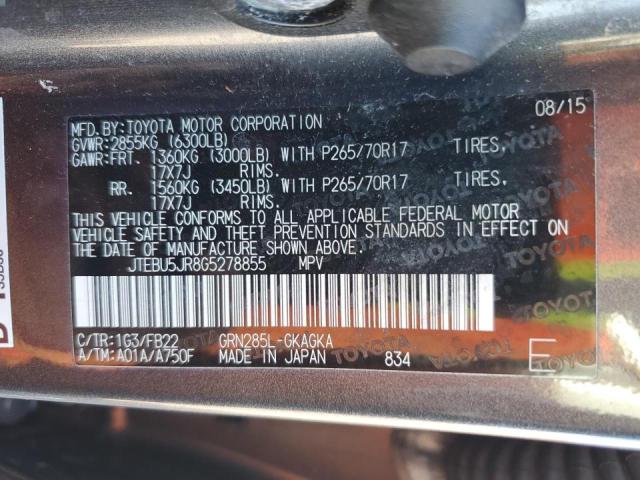 MFD.BY:TOYOTA MOTOR CORPORATION 08/15
GVWR:2855KG (6300LB)
GAWR:FRT. 1360KG (3000LB) WITH P265/70R17 TIRES,
17X7J RIMS.
RR. 1560KG (3450LB) WITH P265/70R17 TIRES,
17X7J RIMS.
THIS VEHICLE CONFORMS TO ALL APPLICABLE FEDERAL MOTOR
VEHICLE SAFETY AND THEFT PREVENTION STANDARDS IN EFFECT ON
THE DATE OF MANUFACTURE SHOWN ABOVE.
JTEBU5JR8G5278855 MPV
C/TR:1G3/FB22 GRN285L-GKAGKA
A/TM:A01A/A750F MADE IN JAPAN 834 E